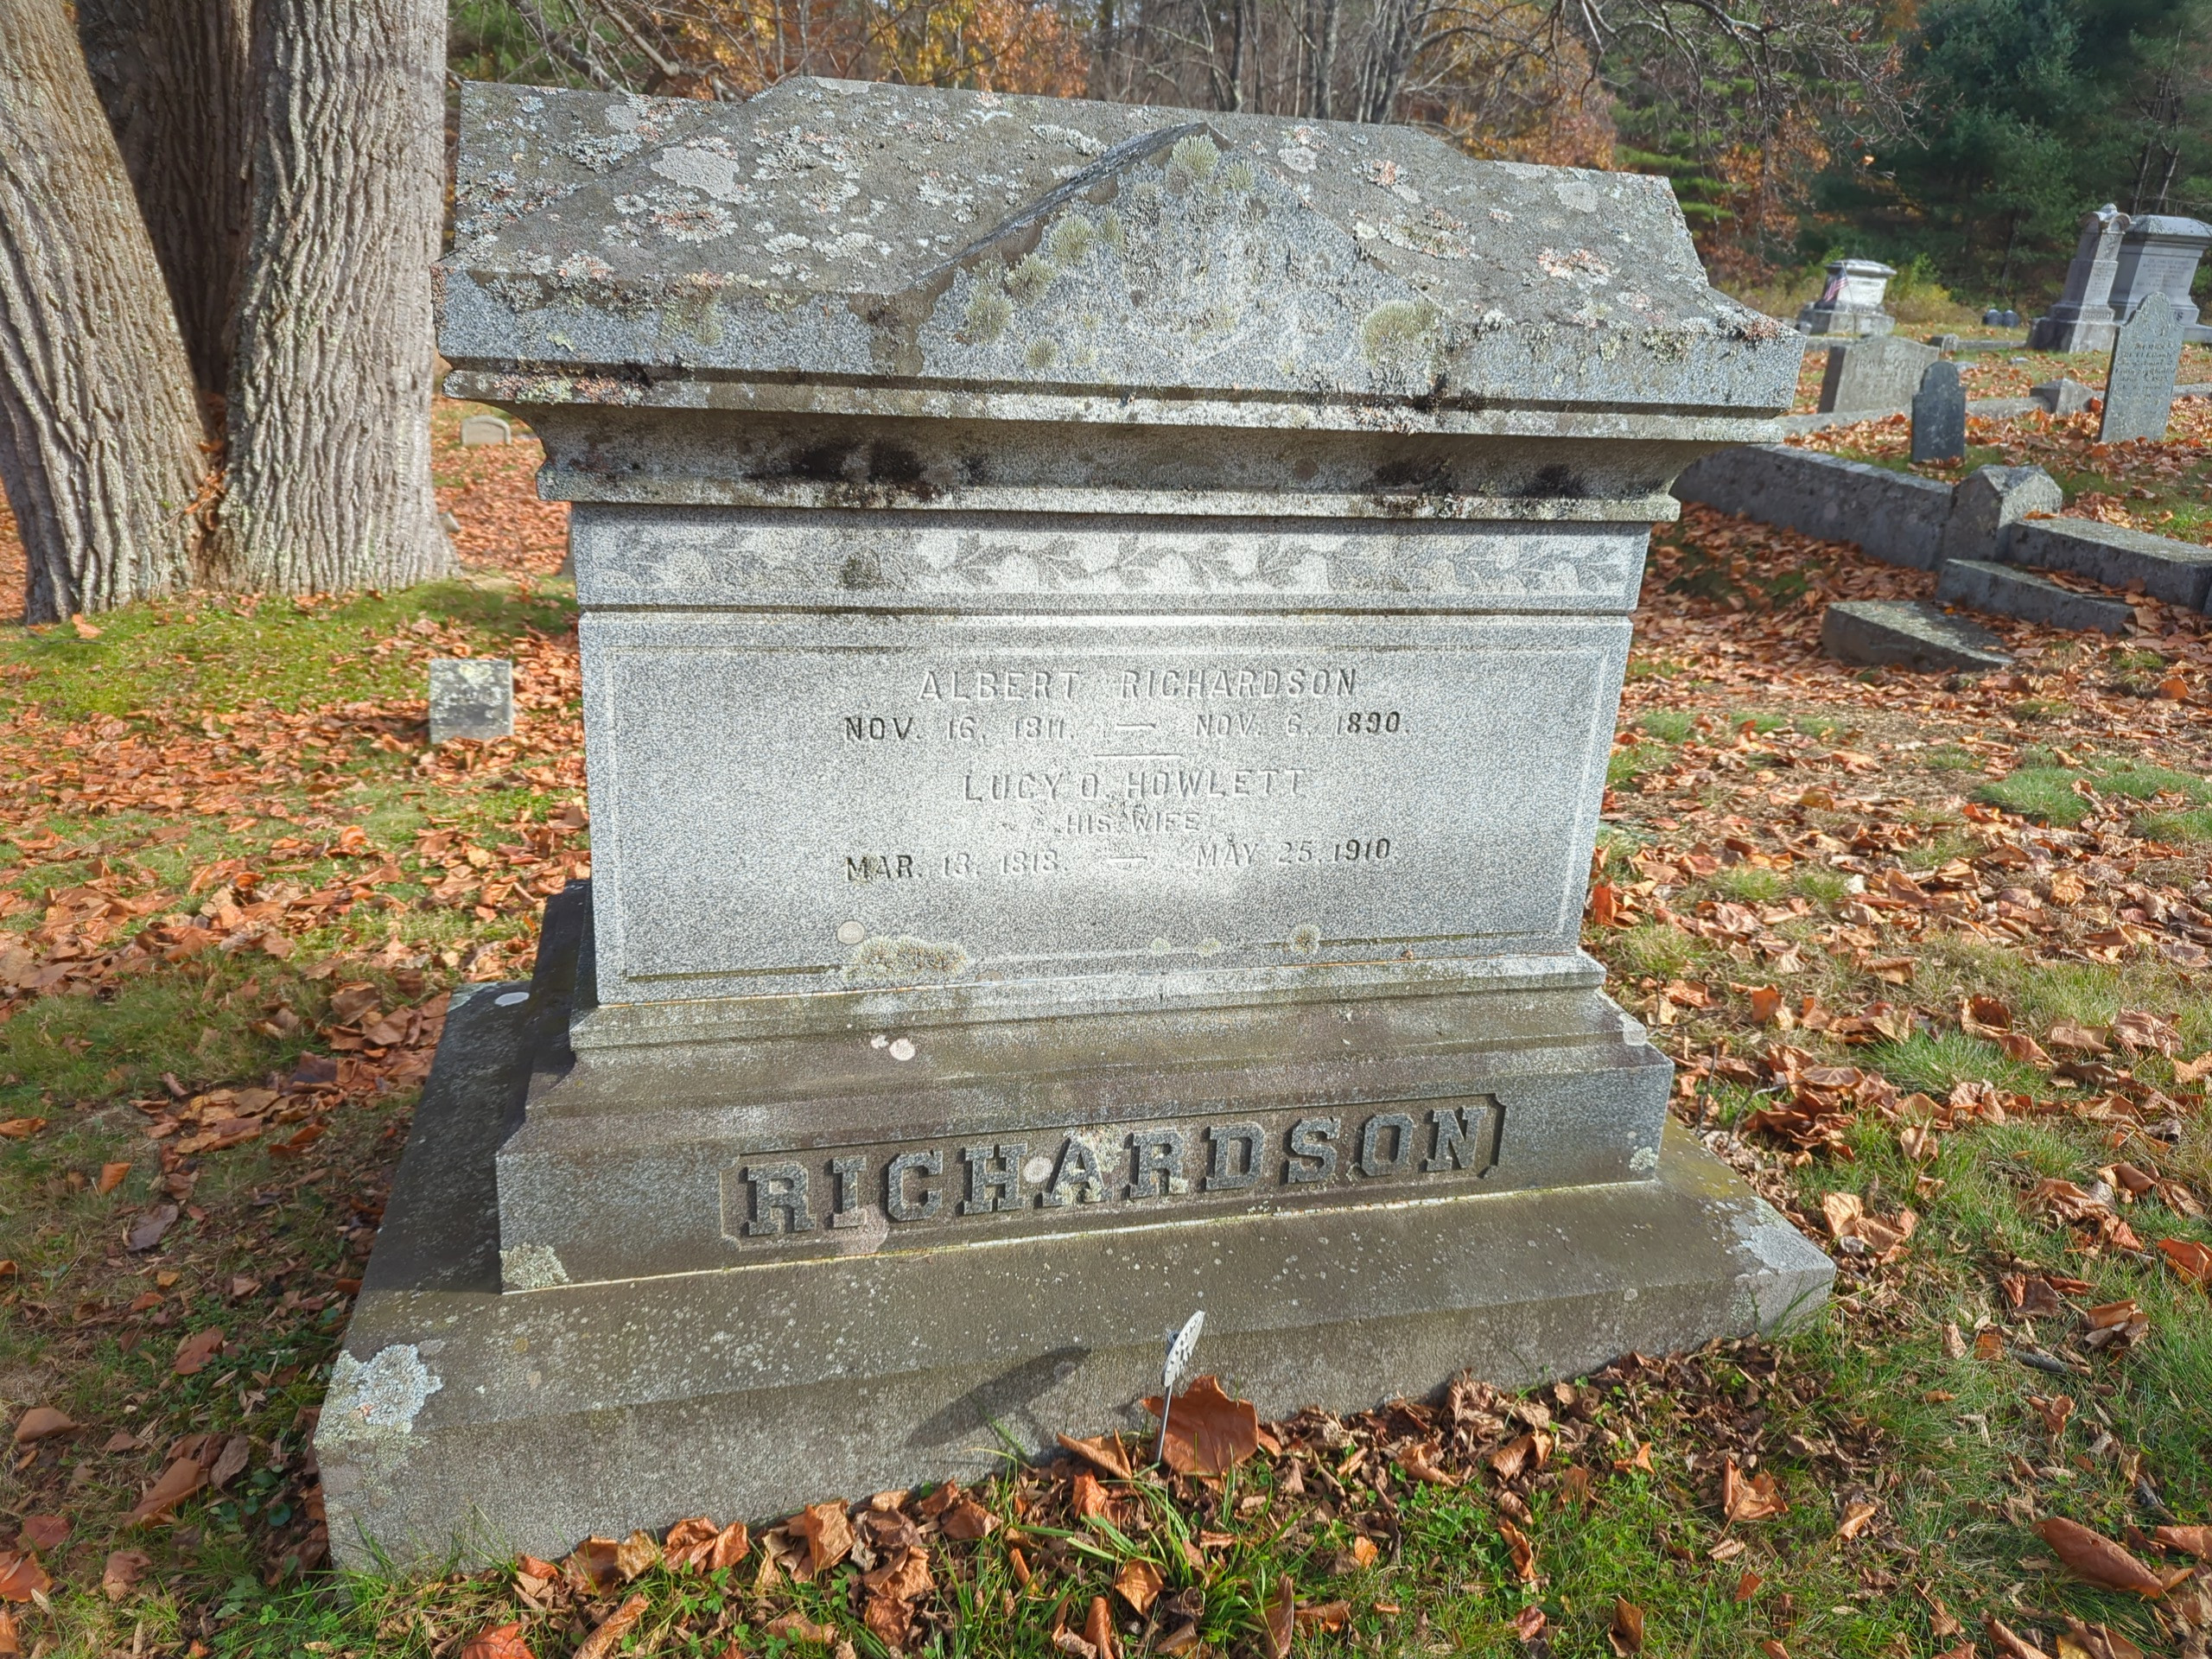 ALBERT RICHARDSON
NOV. 16, 1811. — NOV. 6, 1890.
LUCY O. HOWLETT
HIS WIFE
MAR. 13, 1818. — MAY 25, 1910
RICHARDSON